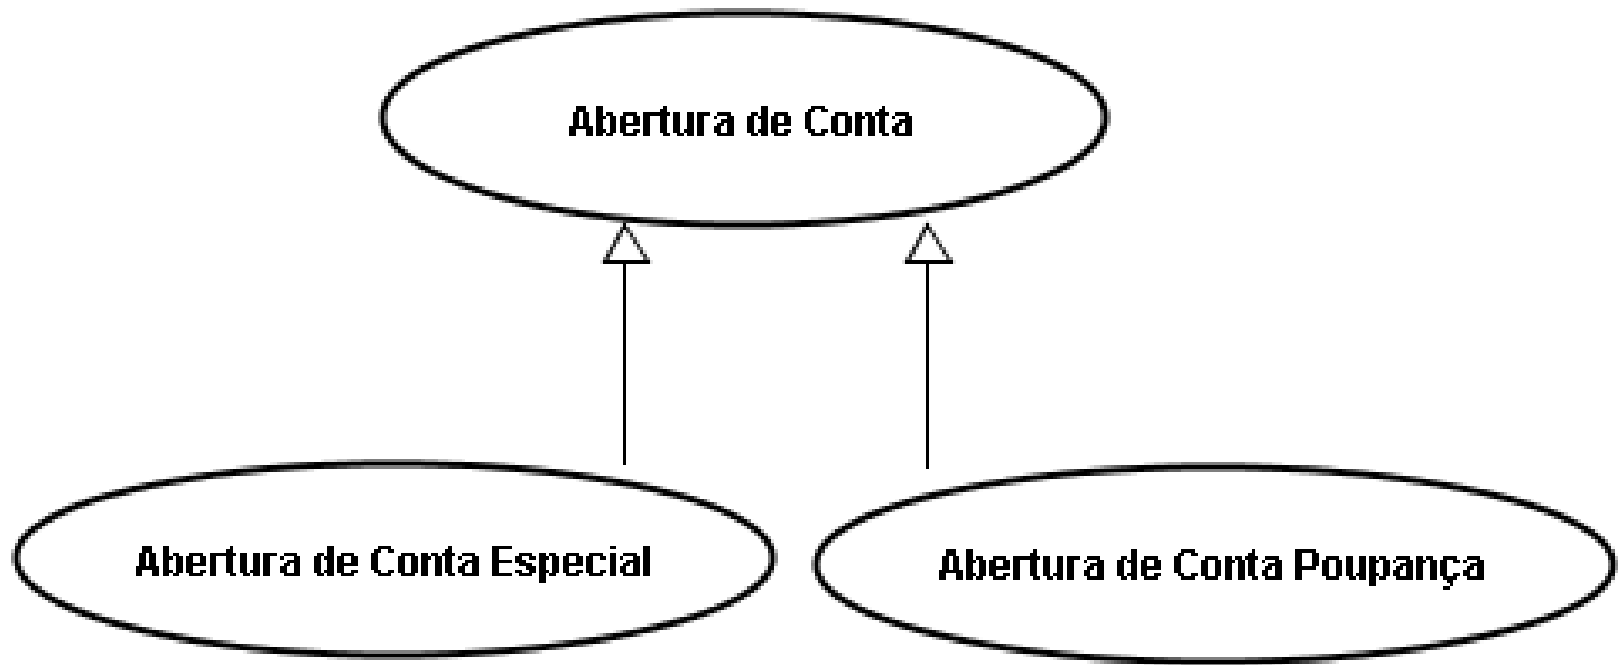 Abertura de Conta
Abertura de Conta Especial
Abertura de Conta Poupança